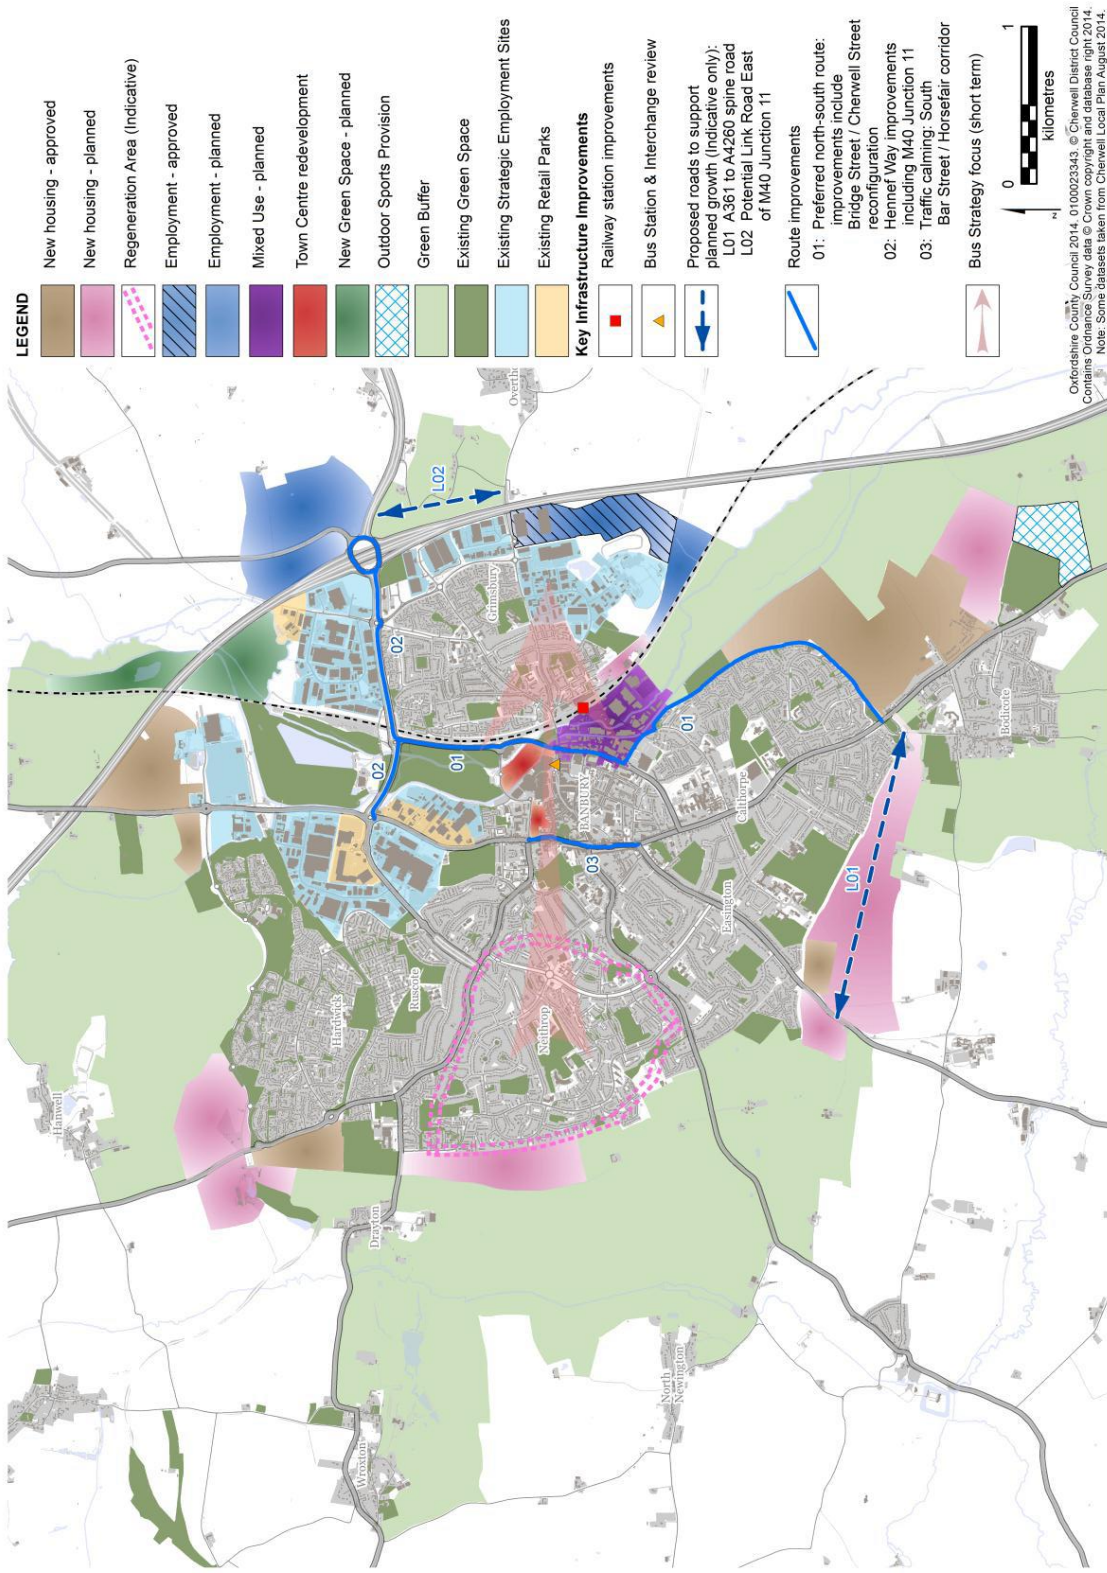 LEGEND
New housing - approved
New housing - planned
Regeneration Area (Indicative)
Employment - approved
Employment - planned
Mixed Use - planned
Town Centre redevelopment
New Green Space - planned
Outdoor Sports Provision
Green Buffer
Existing Green Space
Existing Strategic Employment Sites
Existing Retail Parks
Key Infrastructure Improvements
Railway station improvements
Bus Station & Interchange review
Proposed roads to support
planned growth (Indicative only):
L01 A361 to A4260 spine road
L02 Potential Link Road East
of M40 Junction 11
Route improvements
01: Preferred north-south route:
improvements include
Bridge Street / Cherwell Street
reconfiguration
02: Hennef Way improvements
including M40 Junction 11
03: Traffic calming: South
Bar Street / Horsefair corridor
Bus Strategy focus (short term)
0 1
kilometres
N
Oxfordshire County Council 2014. 0100023343. © Cherwell District Council
Contains Ordnance Survey data © Crown copyright and database right 2014.
Note: Some datasets taken from Cherwell Local Plan August 2014.
Hanwell
Drayton
Wroxton
North
Newington
Hardwick
Ruscote
Neithrop
Easington
Calthorpe
BANBURY
Grimsbury
Bodicote
L02
02
02
01
01
03
L01